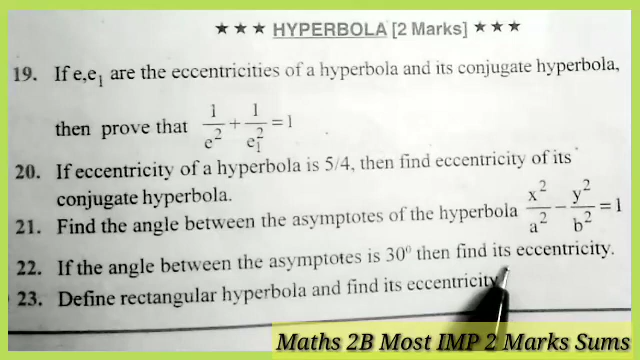 ★ ★ ★ HYPERBOLA [2 Marks] ★ ★ ★
19. If e,e₁ are the eccentricities of a hyperbola and its conjugate hyperbola,
then prove that 1/e² + 1/e₁² = 1
20. If eccentricity of a hyperbola is 5/4, then find eccentricity of its
conjugate hyperbola.
21. Find the angle between the asymptotes of the hyperbola x²/a² − y²/b² = 1
22. If the angle between the asymptotes is 30° then find its eccentricity.
23. Define rectangular hyperbola and find its eccentricity
Maths 2B Most IMP 2 Marks Sums